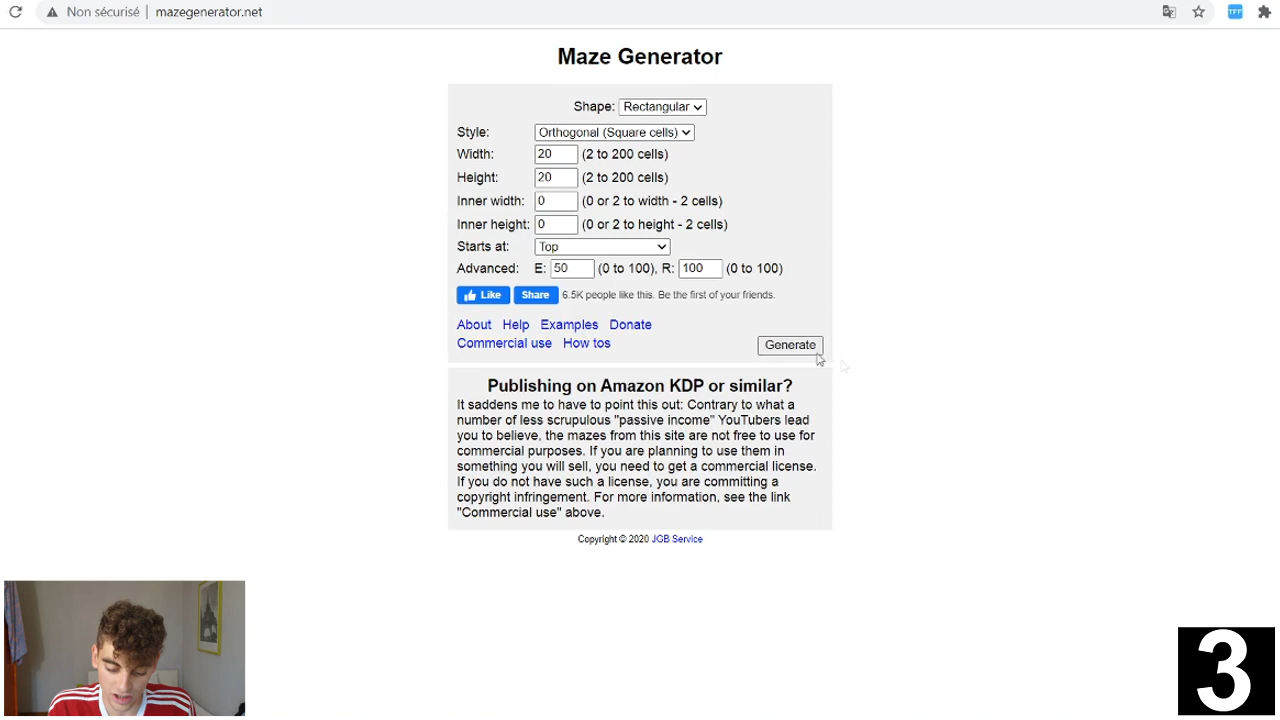 Non sécurisé mazegenerator.net
TFF
Maze Generator
Shape: Rectangular
Style: Orthogonal (Square cells)
Width: 20 (2 to 200 cells)
Height: 20 (2 to 200 cells)
Inner width: 0 (0 or 2 to width - 2 cells)
Inner height: 0 (0 or 2 to height - 2 cells)
Starts at: Top
Advanced: E: 50 (0 to 100), R: 100 (0 to 100)
Like Share 6.5K people like this. Be the first of your friends.
About Help Examples Donate
Commercial use How tos
Generate
Publishing on Amazon KDP or similar?
It saddens me to have to point this out: Contrary to what a
number of less scrupulous "passive income" YouTubers lead
you to believe, the mazes from this site are not free to use for
commercial purposes. If you are planning to use them in
something you will sell, you need to get a commercial license.
If you do not have such a license, you are committing a
copyright infringement. For more information, see the link
"Commercial use" above.
Copyright © 2020 JGB Service
3